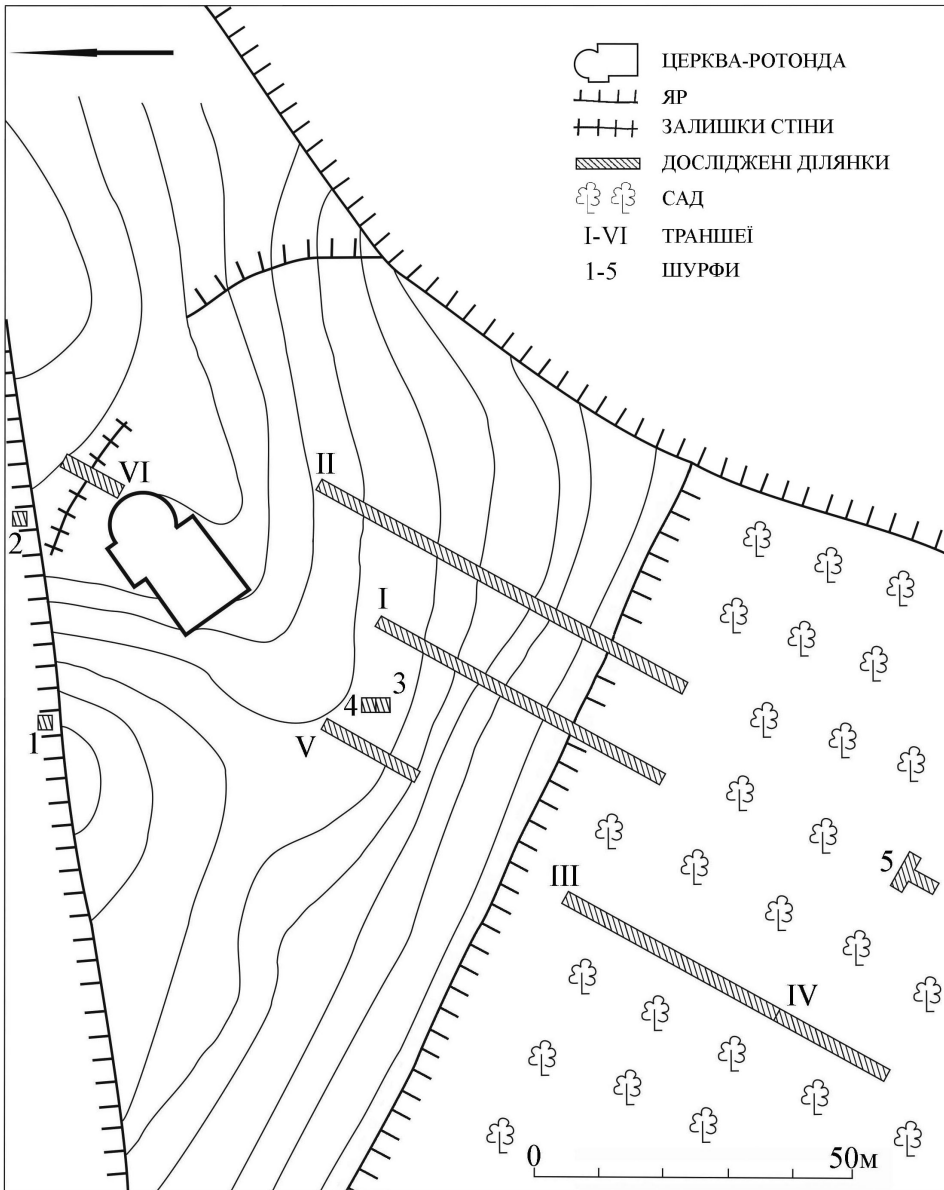 ЦЕРКВА-РОТОНДА
ЯР
ЗАЛИШКИ СТІНИ
ДОСЛІДЖЕНІ ДІЛЯНКИ
САД
I-VI ТРАНШЕЇ
1-5 ШУРФИ
VI
II
2
I
3
4
1
V
5
III
IV
0 50м